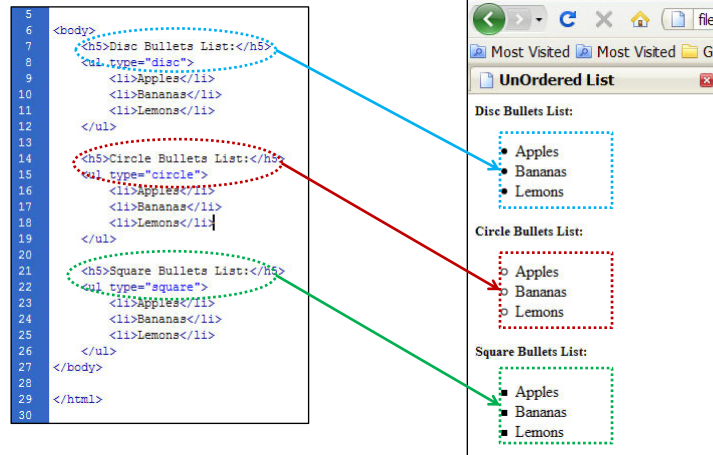 5
6 <body>
7 <h5>Disc Bullets List:</h5>
8 <ul type="disc">
9 <li>Apples</li>
10 <li>Bananas</li>
11 <li>Lemons</li>
12 </ul>
13
14 <h5>Circle Bullets List:</h5>
15 <ul type="circle">
16 <li>Apples</li>
17 <li>Bananas</li>
18 <li>Lemons</li>
19 </ul>
20
21 <h5>Square Bullets List:</h5>
22 <ul type="square">
23 <li>Apples</li>
24 <li>Bananas</li>
25 <li>Lemons</li>
26 </ul>
27 </body>
28
29 </html>
30
file
Most Visited Most Visited G
UnOrdered List
Disc Bullets List:
• Apples
• Bananas
• Lemons
Circle Bullets List:
○ Apples
○ Bananas
○ Lemons
Square Bullets List:
▪ Apples
▪ Bananas
▪ Lemons